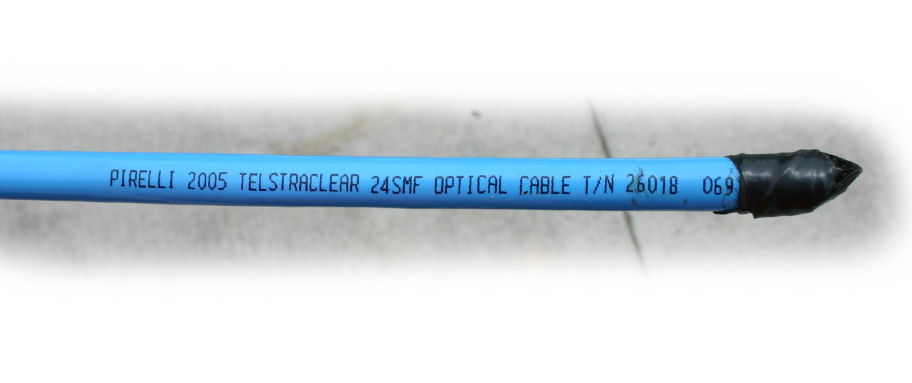 PIRELLI 2005 TELSTRACLEAR 24SMF OPTICAL CABLE T/N 26018 069